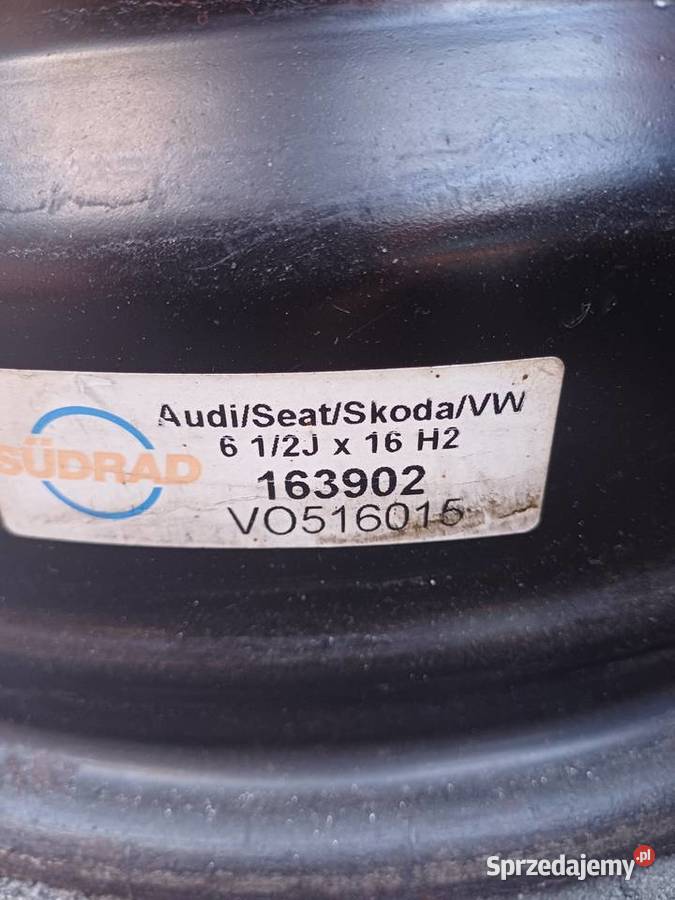 Audi/Seat/Skoda/VW
6 1/2J x 16 H2
SÜDRAD
163902
VO516015
Sprzedajemy.pl